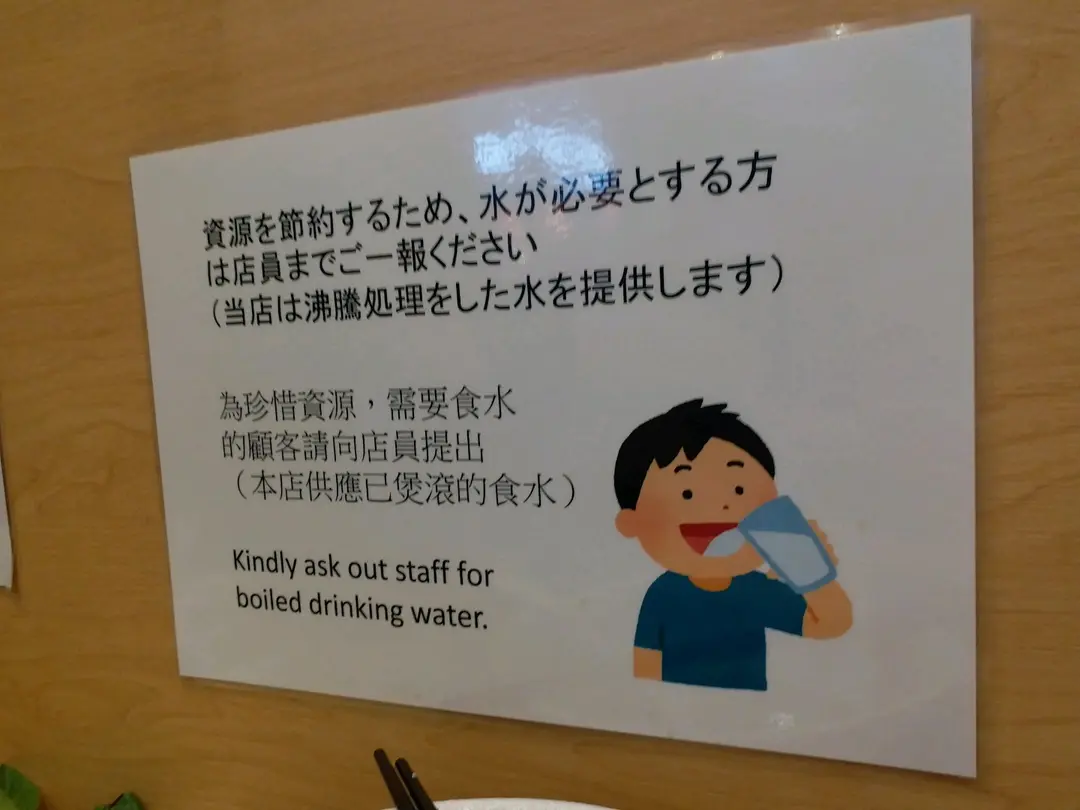 資源を節約するため、水が必要とする方
は店員までご一報ください
（当店は沸騰処理をした水を提供します）
為珍惜資源，需要食水
的顧客請向店員提出
（本店供應已煲滾的食水）
Kindly ask out staff for
boiled drinking water.